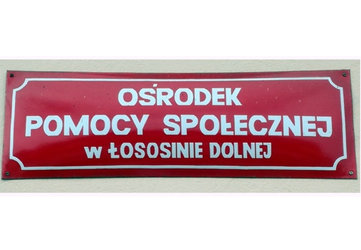 OŚRODEK
POMOCY SPOŁECZNEJ
w ŁOSOSINIE DOLNEJ